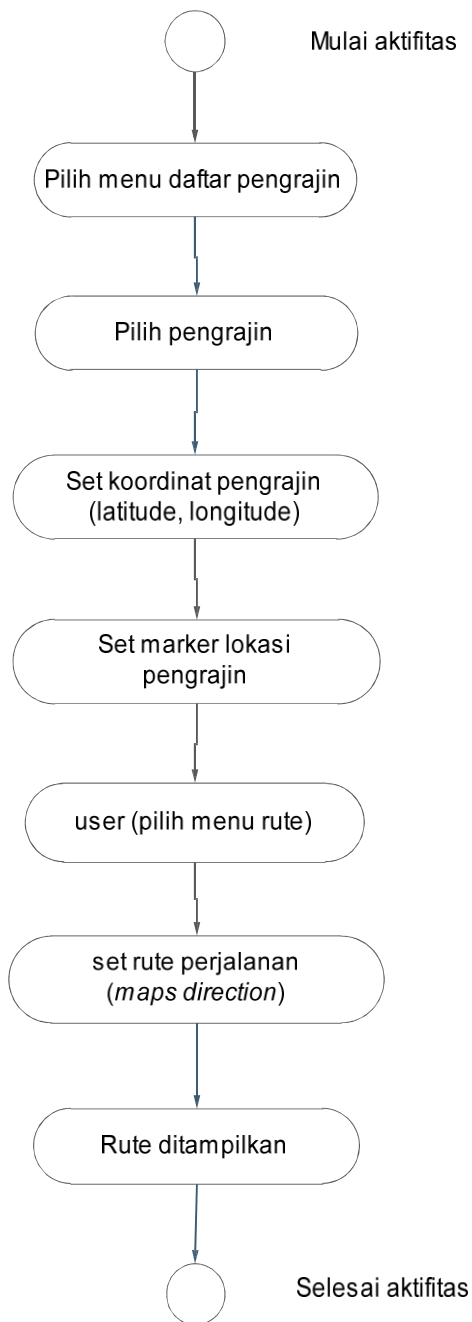 Mulai aktifitas
Pilih menu daftar pengrajin
Pilih pengrajin
Set koordinat pengrajin
(latitude, longitude)
Set marker lokasi
pengrajin
user (pilih menu rute)
set rute perjalanan
(maps direction)
Rute ditampilkan
Selesai aktifitas